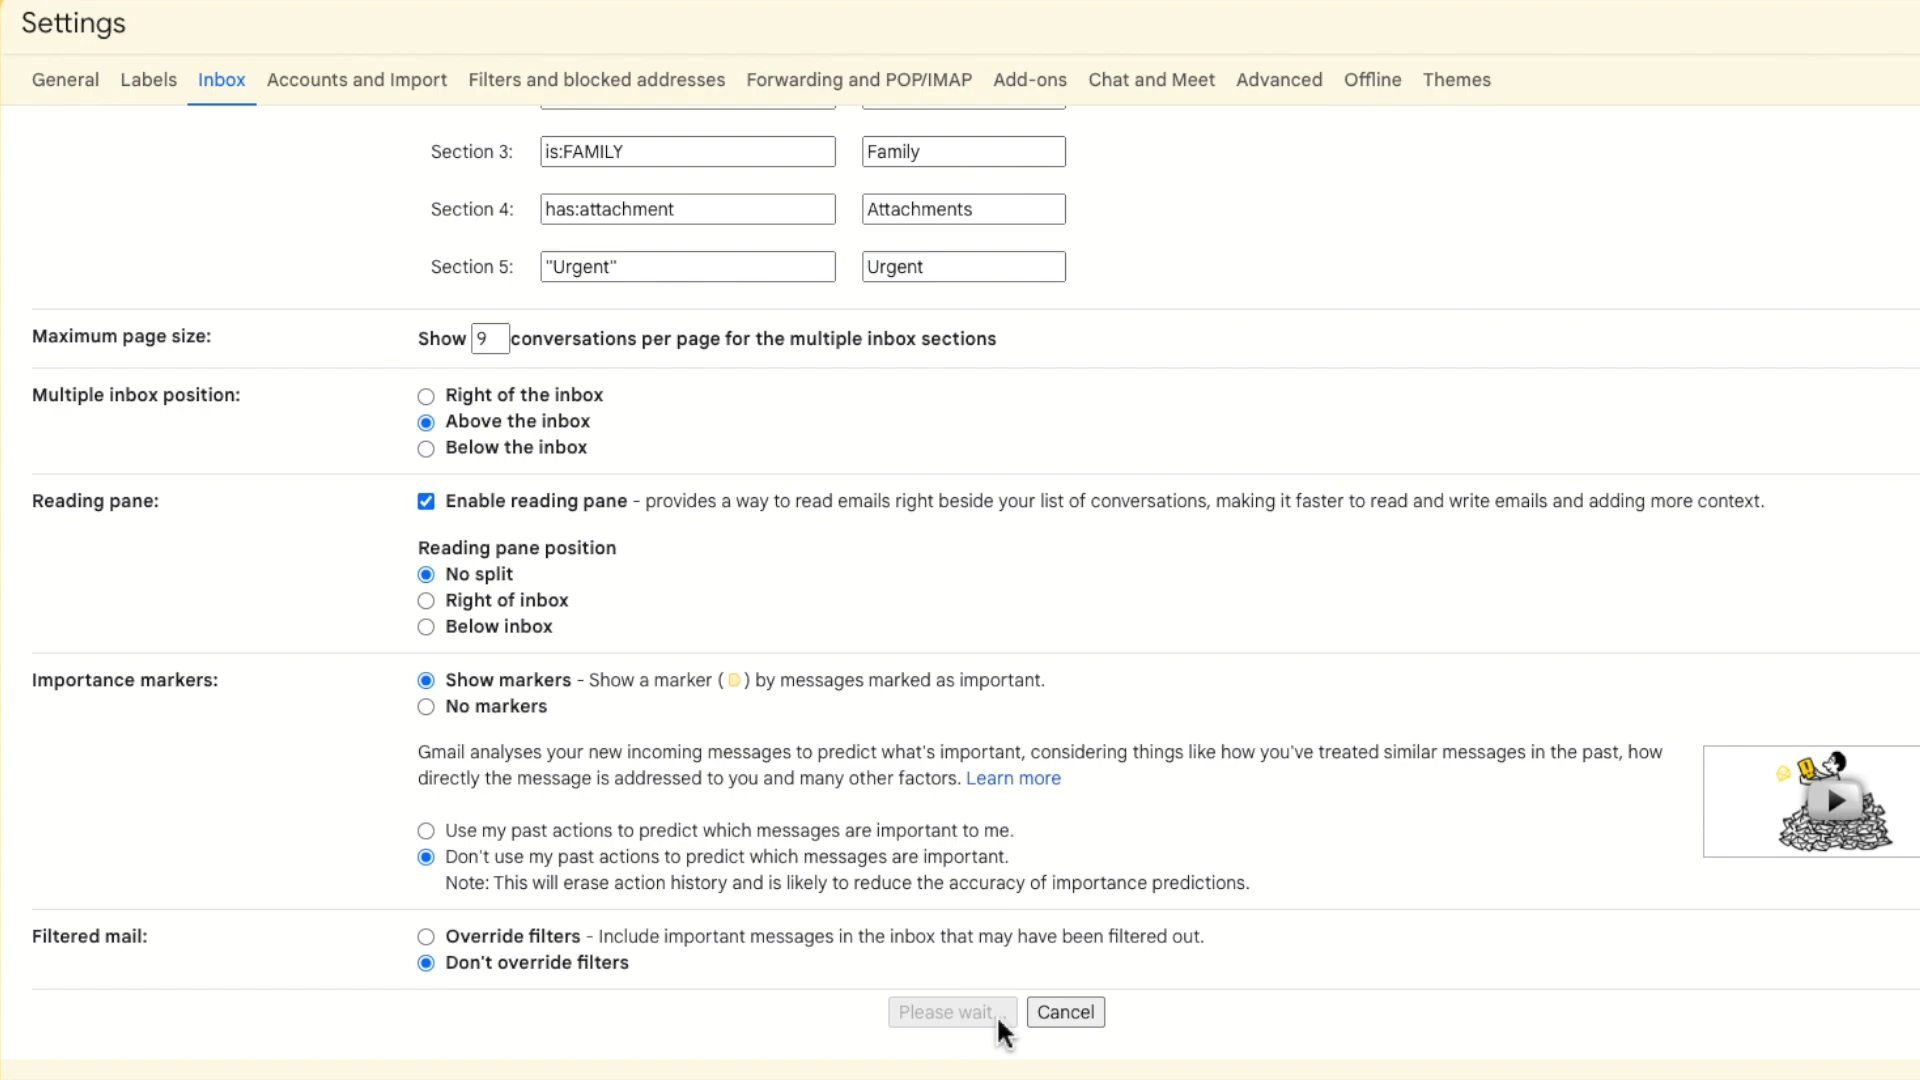 Settings
General Labels Inbox Accounts and Import Filters and blocked addresses Forwarding and POP/IMAP Add-ons Chat and Meet Advanced Offline Themes
Section 3: is:FAMILY Family
Section 4: has:attachment Attachments
Section 5: "Urgent" Urgent
Maximum page size: Show 9 conversations per page for the multiple inbox sections
Multiple inbox position: Right of the inbox
Above the inbox
Below the inbox
Reading pane: Enable reading pane - provides a way to read emails right beside your list of conversations, making it faster to read and write emails and adding more context.
Reading pane position
No split
Right of inbox
Below inbox
Importance markers: Show markers - Show a marker ( ) by messages marked as important.
No markers
Gmail analyses your new incoming messages to predict what's important, considering things like how you've treated similar messages in the past, how
directly the message is addressed to you and many other factors. Learn more
Use my past actions to predict which messages are important to me.
Don't use my past actions to predict which messages are important.
Note: This will erase action history and is likely to reduce the accuracy of importance predictions.
Filtered mail: Override filters - Include important messages in the inbox that may have been filtered out.
Don't override filters
Please wait... Cancel